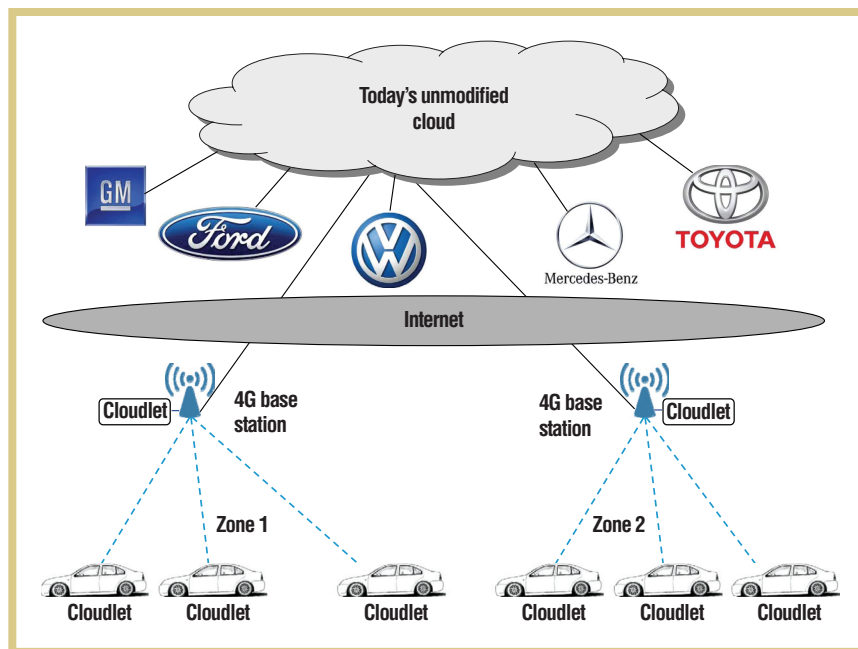 Today's unmodified
cloud
GM
Ford
VW
Mercedes-Benz
TOYOTA
Internet
Cloudlet
4G base
station
4G base
station
Cloudlet
Zone 1
Zone 2
Cloudlet
Cloudlet
Cloudlet
Cloudlet
Cloudlet
Cloudlet